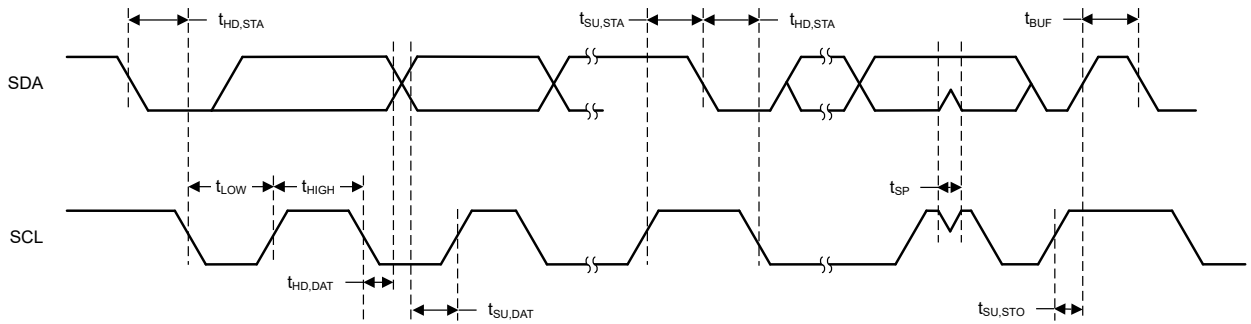 tHD,STA
tSU,STA
tHD,STA
tBUF
SDA
tLOW
tHIGH
tSP
SCL
tHD,DAT
tSU,DAT
tSU,STO